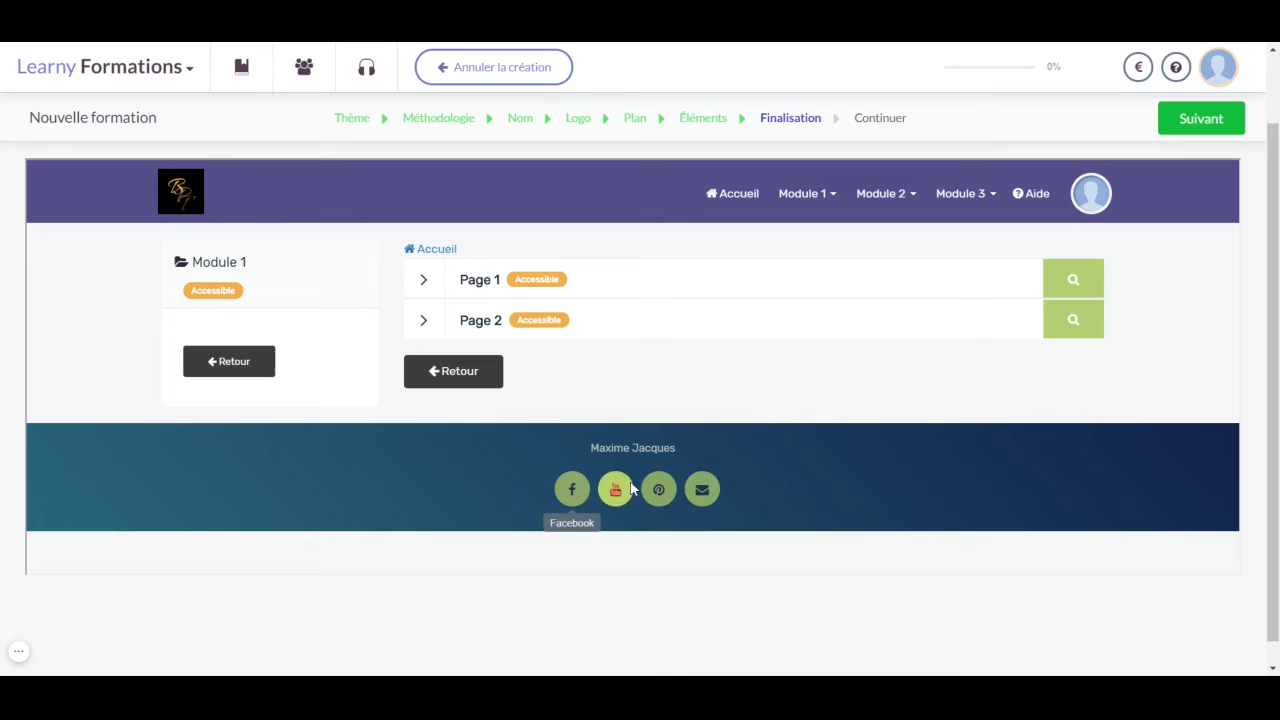 Learny Formations
Annuler la création
0%
€
Nouvelle formation
Thème
Méthodologie
Nom
Logo
Plan
Éléments
Finalisation
Continuer
Suivant
Accueil
Module 1
Module 2
Module 3
Aide
Module 1
Accessible
Retour
Accueil
Page 1 Accessible
Page 2 Accessible
Retour
Maxime Jacques
You Tube
Facebook